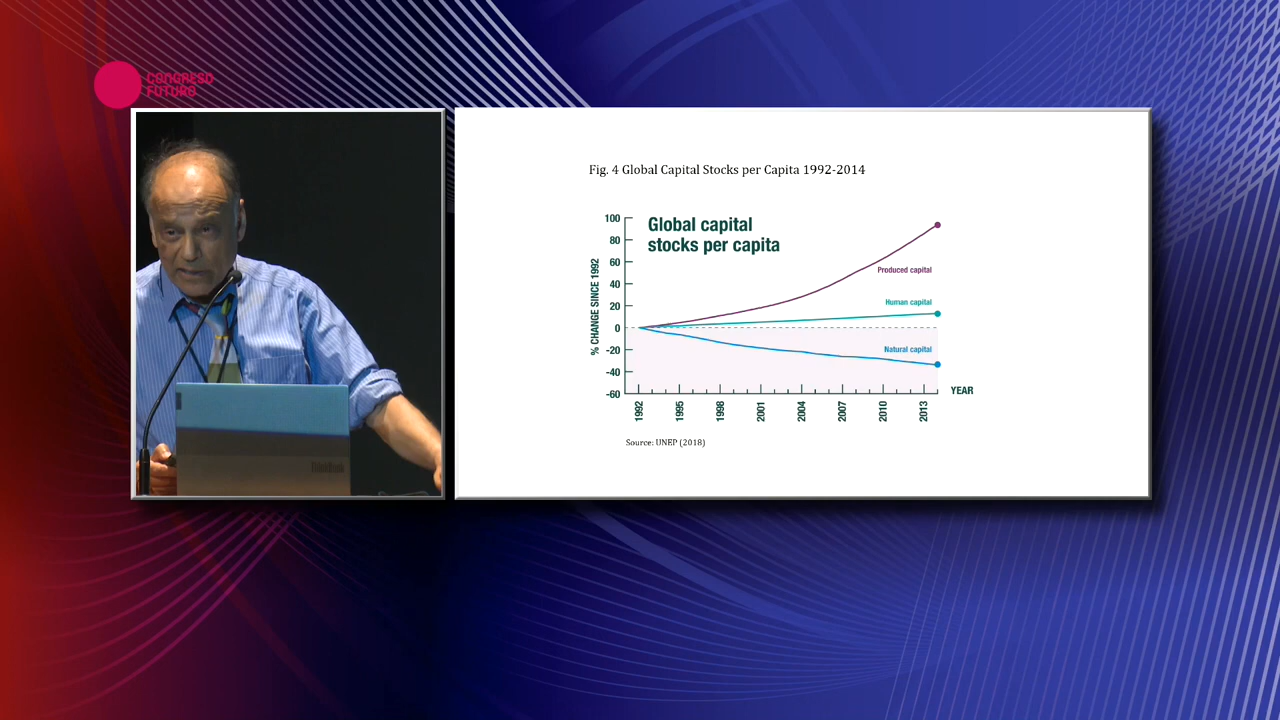 CONGRESO
FUTURO
Fig. 4 Global Capital Stocks per Capita 1992-2014
Global capital
stocks per capita
% CHANGE SINCE 1992
100
80
60
40
20
0
-20
-40
-60
Produced capital
Human capital
Natural capital
1992
1995
1998
2001
2004
2007
2010
2013
YEAR
Source: UNEP (2018)